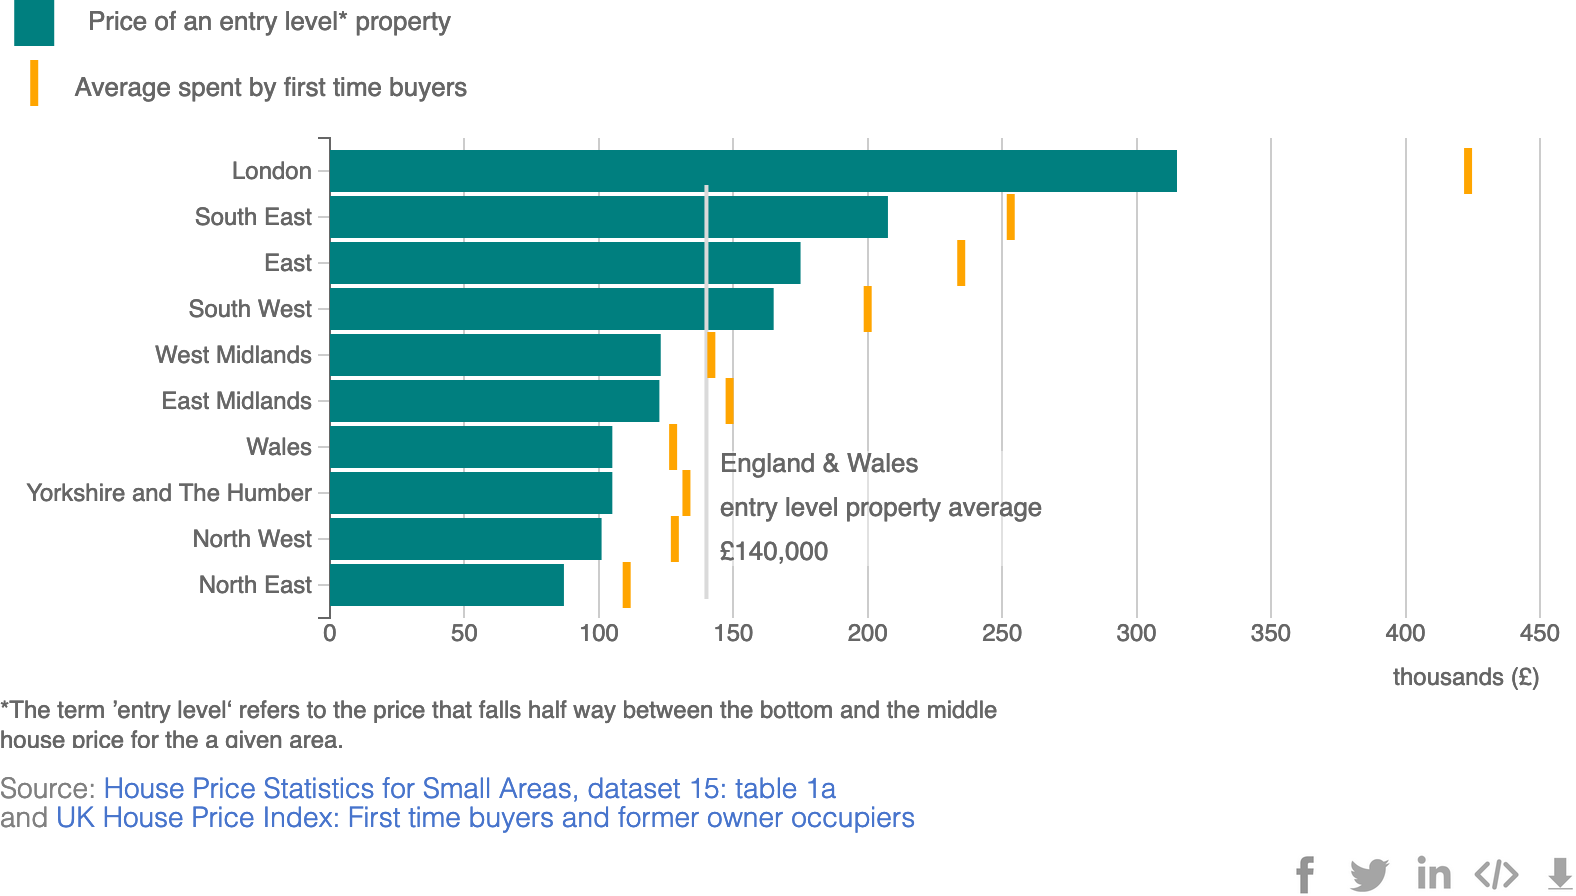 Price of an entry level* property
Average spent by first time buyers
London
South East
East
South West
West Midlands
East Midlands
Wales
Yorkshire and The Humber
North West
North East
England & Wales
entry level property average
£140,000
0 50 100 150 200 250 300 350 400 450
thousands (£)
*The term ’entry level‘ refers to the price that falls half way between the bottom and the middle
house price for the a given area.
Source: House Price Statistics for Small Areas, dataset 15: table 1a
and UK House Price Index: First time buyers and former owner occupiers